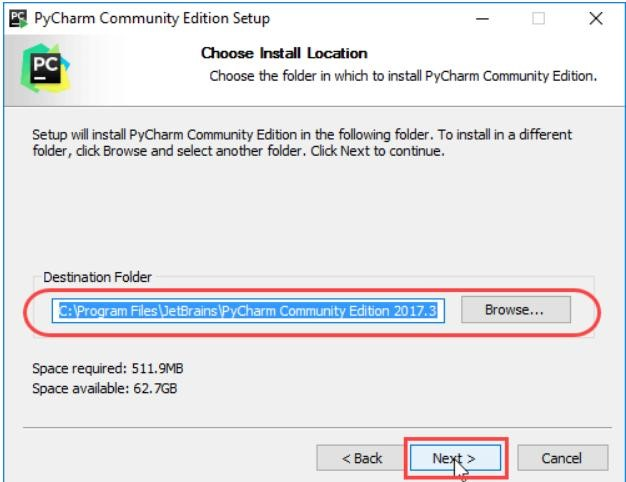 PC PyCharm Community Edition Setup
PC
Choose Install Location
Choose the folder in which to install PyCharm Community Edition.
Setup will install PyCharm Community Edition in the following folder. To install in a different
folder, click Browse and select another folder. Click Next to continue.
Destination Folder
C:\Program Files\JetBrains\PyCharm Community Edition 2017.3
Browse...
Space required: 511.9MB
Space available: 62.7GB
< Back
Next >
Cancel